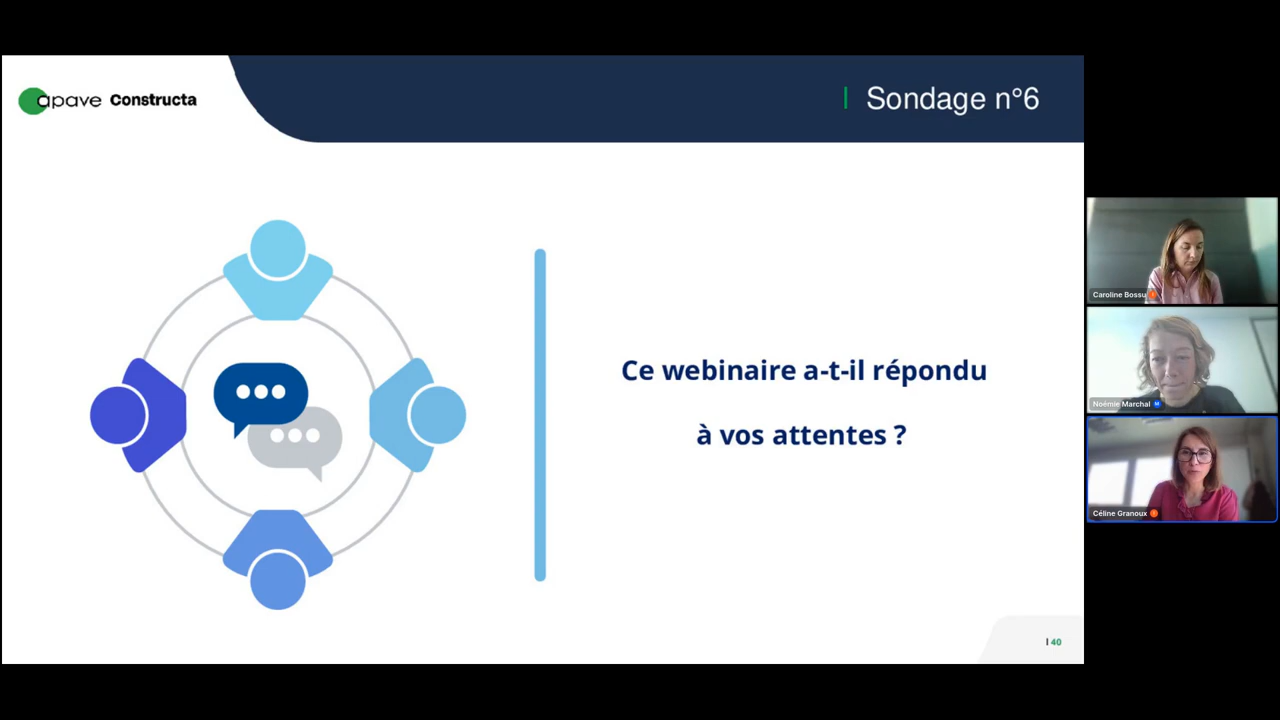 apave Constructa
Sondage n°6
Ce webinaire a-t-il répondu
à vos attentes ?
Caroline Bossu
Noémie Marchal
Céline Granoux
40